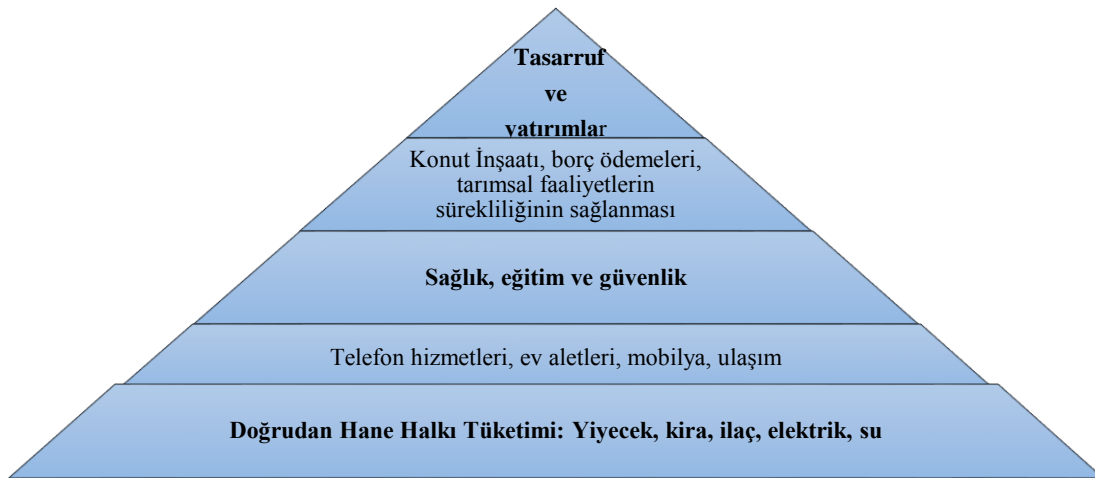 Tasarruf
ve
yatırımlar
Konut İnşaatı, borç ödemeleri,
tarımsal faaliyetlerin
sürekliliğinin sağlanması
Sağlık, eğitim ve güvenlik
Telefon hizmetleri, ev aletleri, mobilya, ulaşım
Doğrudan Hane Halkı Tüketimi: Yiyecek, kira, ilaç, elektrik, su